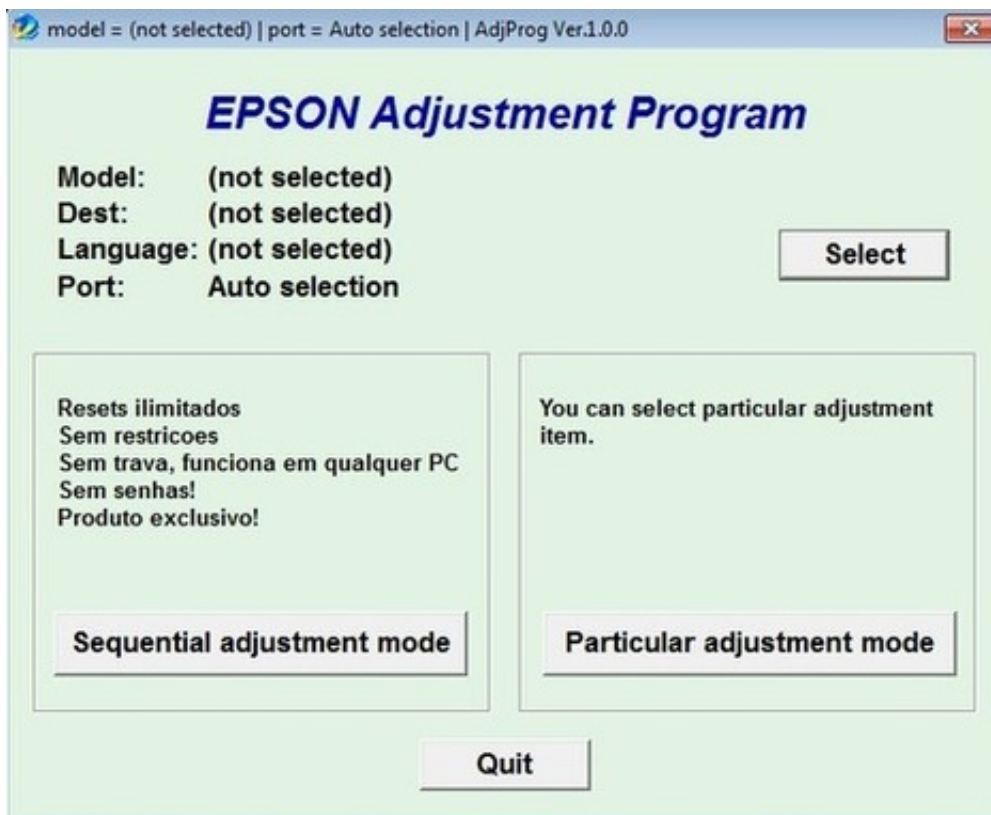 model = (not selected) | port = Auto selection | AdjProg Ver.1.0.0
EPSON Adjustment Program
Model: (not selected)
Dest: (not selected)
Language: (not selected)
Port: Auto selection
Select
Resets ilimitados
Sem restricoes
Sem trava, funciona em qualquer PC
Sem senhas!
Produto exclusivo!
Sequential adjustment mode
You can select particular adjustment
item.
Particular adjustment mode
Quit